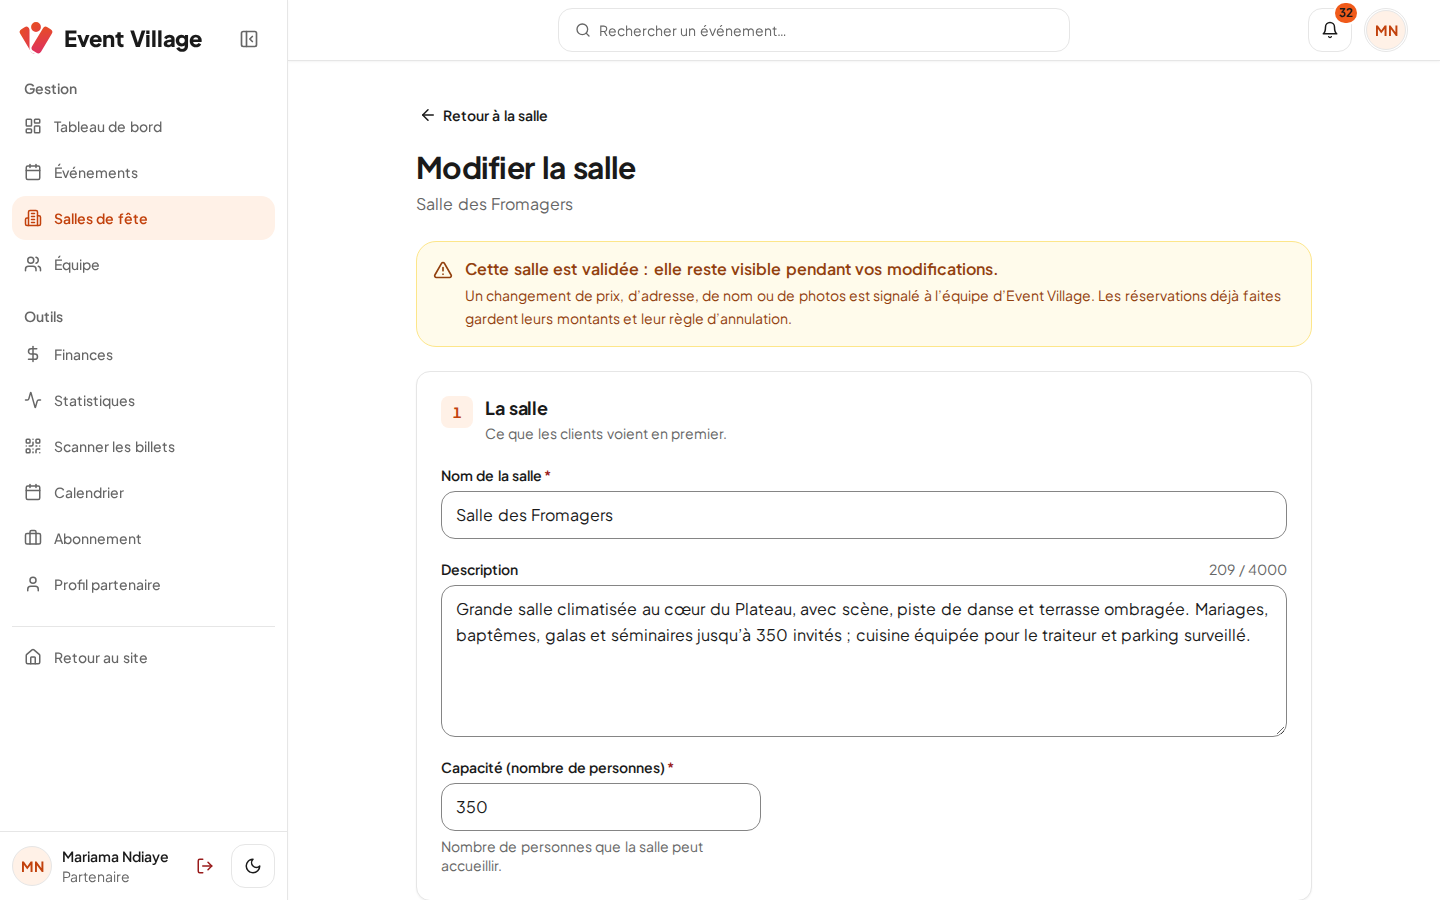 Event Village
Rechercher un événement...
32
MN
Gestion
Tableau de bord
Événements
Salles de fête
Équipe
Outils
Finances
Statistiques
Scanner les billets
Calendrier
Abonnement
Profil partenaire
Retour au site
MN
Mariama Ndiaye
Partenaire
Retour à la salle
Modifier la salle
Salle des Fromagers
Cette salle est validée : elle reste visible pendant vos modifications.
Un changement de prix, d’adresse, de nom ou de photos est signalé à l’équipe d’Event Village. Les réservations déjà faites
gardent leurs montants et leur règle d’annulation.
1
La salle
Ce que les clients voient en premier.
Nom de la salle *
Salle des Fromagers
Description
209 / 4000
Grande salle climatisée au cœur du Plateau, avec scène, piste de danse et terrasse ombragée. Mariages,
baptêmes, galas et séminaires jusqu’à 350 invités ; cuisine équipée pour le traiteur et parking surveillé.
Capacité (nombre de personnes) *
350
Nombre de personnes que la salle peut
accueillir.